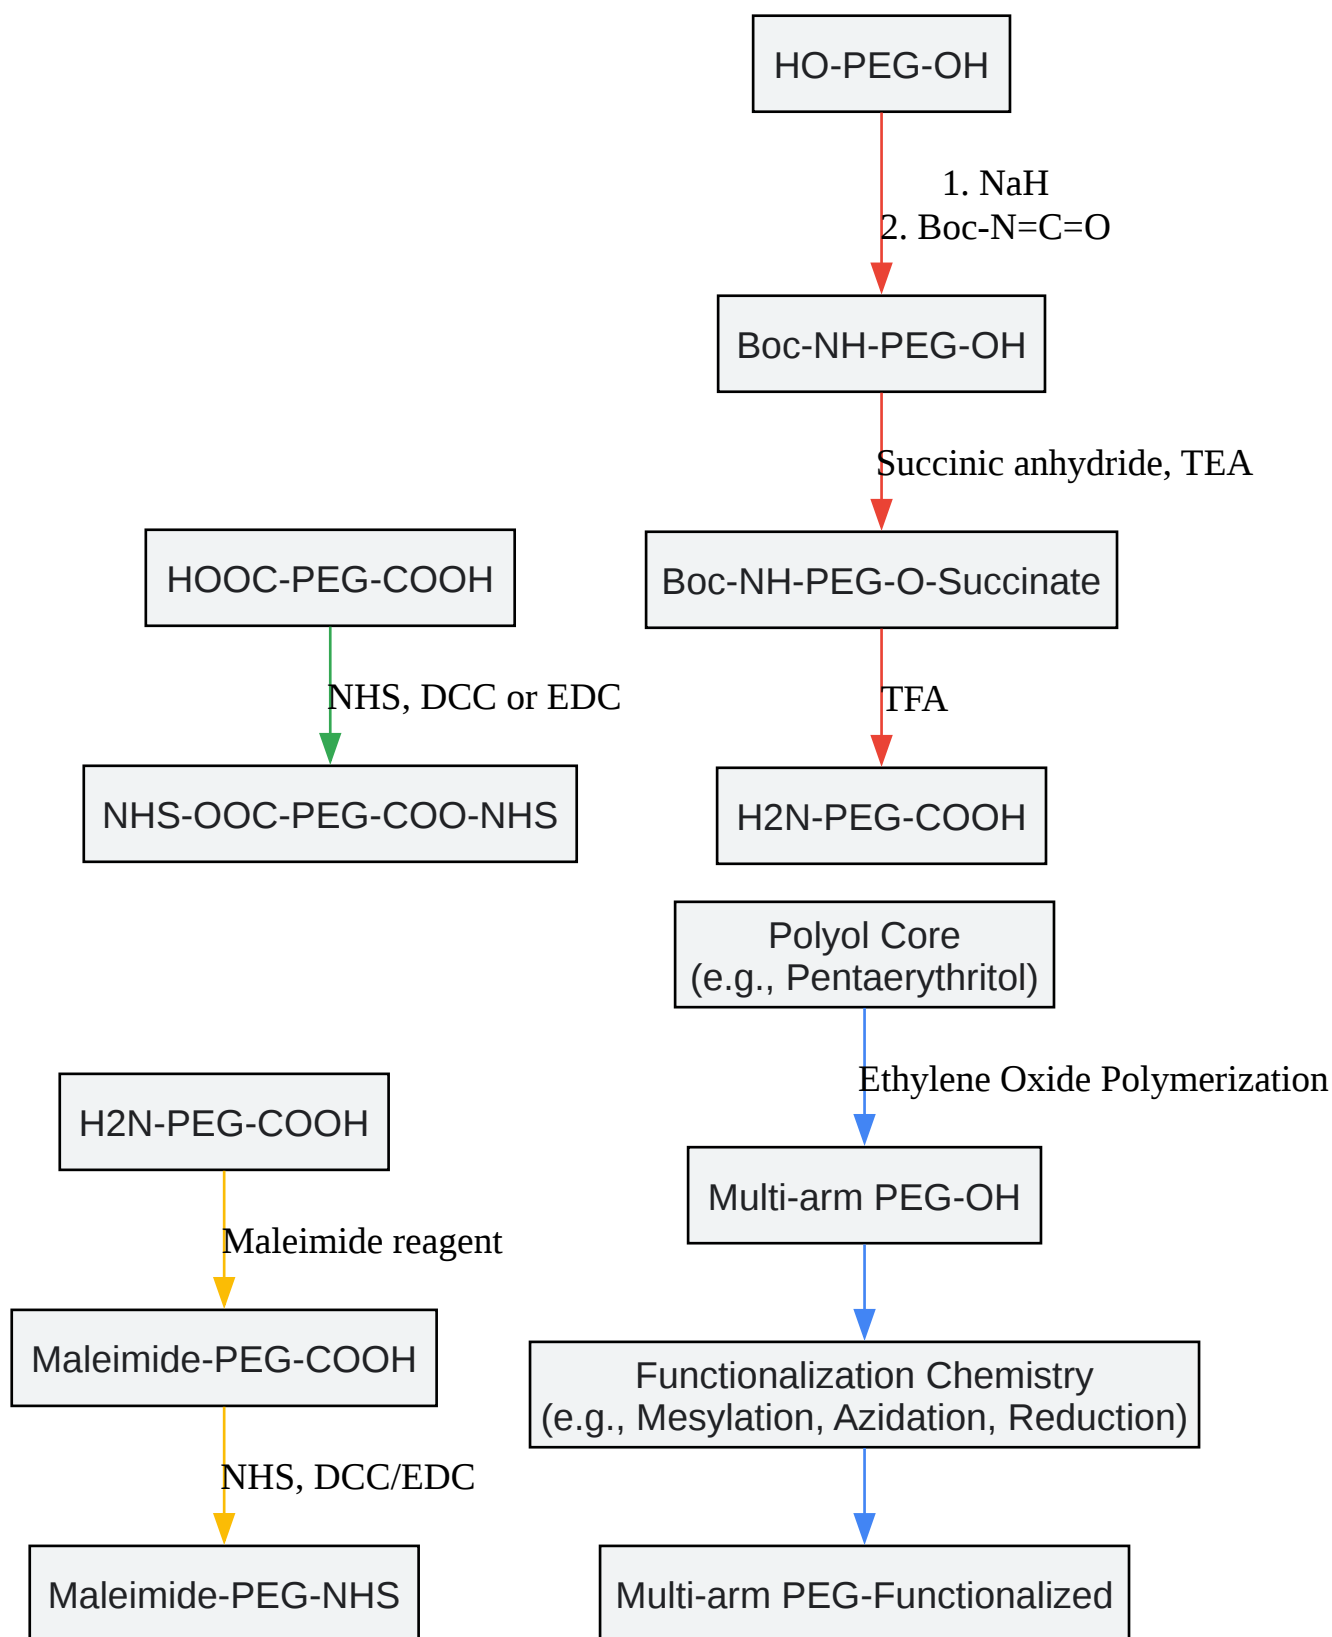 HO-PEG-OH
1. NaH
2. Boc-N=C=O
Boc-NH-PEG-OH
Succinic anhydride, TEA
Boc-NH-PEG-O-Succinate
TFA
H2N-PEG-COOH
HOOC-PEG-COOH
NHS, DCC or EDC
NHS-OOC-PEG-COO-NHS
Polyol Core
(e.g., Pentaerythritol)
Ethylene Oxide Polymerization
Multi-arm PEG-OH
Functionalization Chemistry
(e.g., Mesylation, Azidation, Reduction)
Multi-arm PEG-Functionalized
H2N-PEG-COOH
Maleimide reagent
Maleimide-PEG-COOH
NHS, DCC/EDC
Maleimide-PEG-NHS